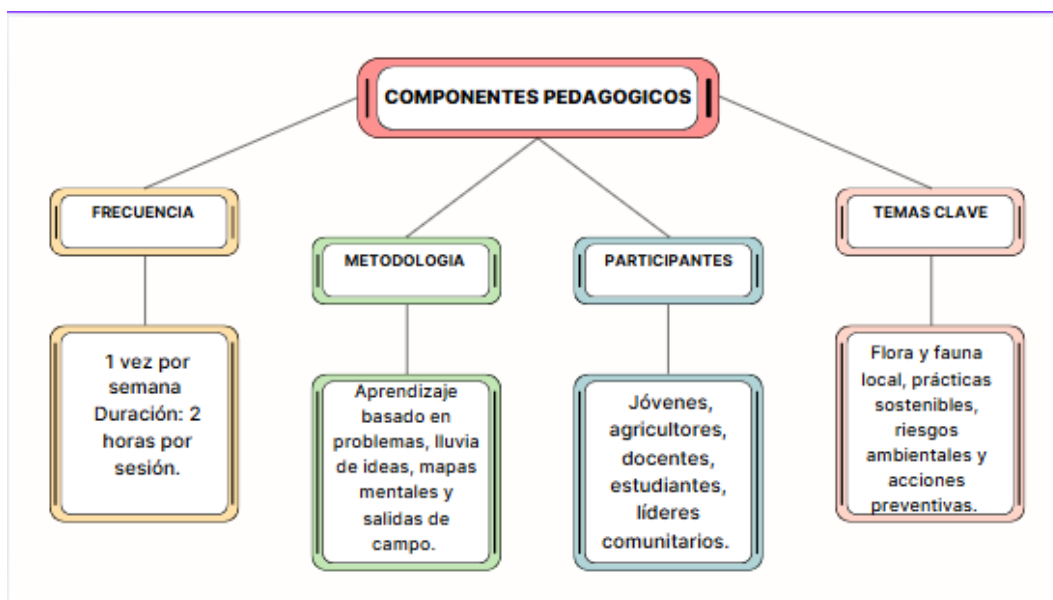 COMPONENTES PEDAGOGICOS
FRECUENCIA
1 vez por
semana
Duración: 2
horas por
sesión.
METODOLOGIA
Aprendizaje
basado en
problemas, lluvia
de ideas, mapas
mentales y
salidas de
campo.
PARTICIPANTES
Jóvenes,
agricultores,
docentes,
estudiantes,
líderes
comunitarios.
TEMAS CLAVE
Flora y fauna
local, prácticas
sostenibles,
riesgos
ambientales y
acciones
preventivas.